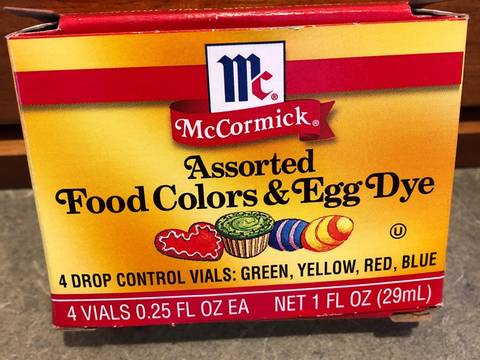 Mc®
McCormick®
Assorted
Food Colors & Egg Dye
U
4 DROP CONTROL VIALS: GREEN, YELLOW, RED, BLUE
4 VIALS 0.25 FL OZ EA NET 1 FL OZ (29mL)